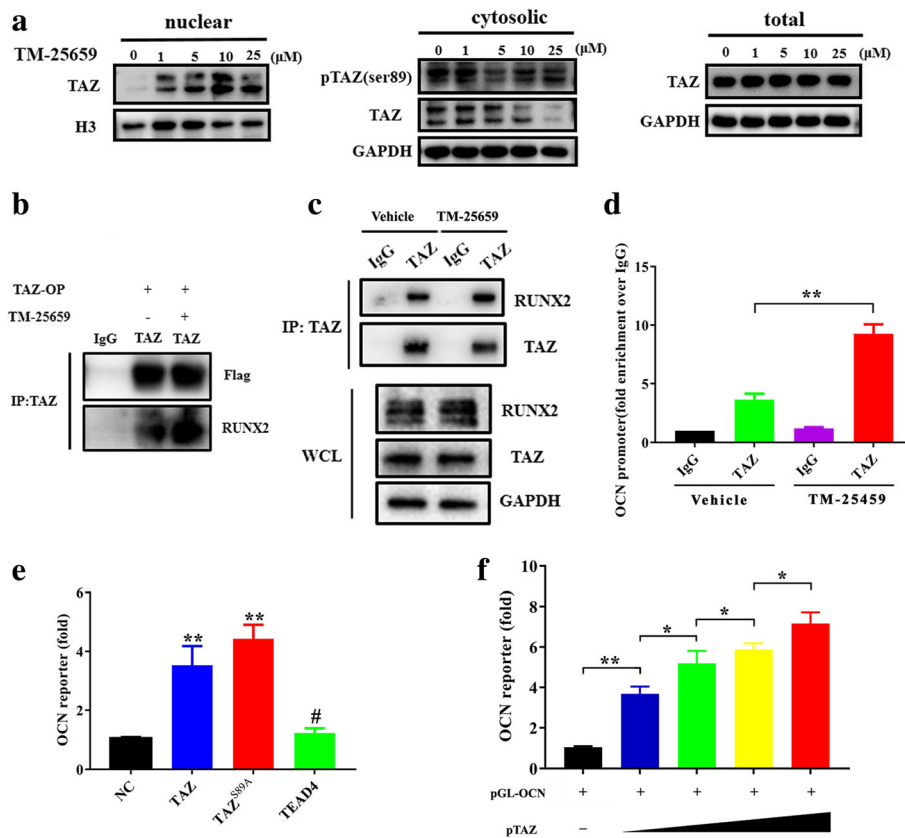 a
nuclear
TM-25659
0 1 5 10 25 (μM)
TAZ
H3
cytosolic
0 1 5 10 25 (μM)
pTAZ(ser89)
TAZ
GAPDH
total
0 1 5 10 25 (μM)
TAZ
GAPDH
b
TAZ-OP + +
TM-25659 - +
IgG TAZ TAZ
IP:TAZ
Flag
RUNX2
c
Vehicle TM-25659
IgG TAZ IgG TAZ
IP: TAZ
RUNX2
TAZ
WCL
RUNX2
TAZ
GAPDH
d
OCN promoter(fold enrichment over IgG)
15
10
5
0
**
IgG TAZ IgG TAZ
Vehicle TM-25459
e
OCN reporter (fold)
6
4
2
0
** ** #
NC TAZ TAZ^S89A TEAD4
f
OCN reporter (fold)
10
8
6
4
2
0
** * * *
pGL-OCN + + + + +
pTAZ –